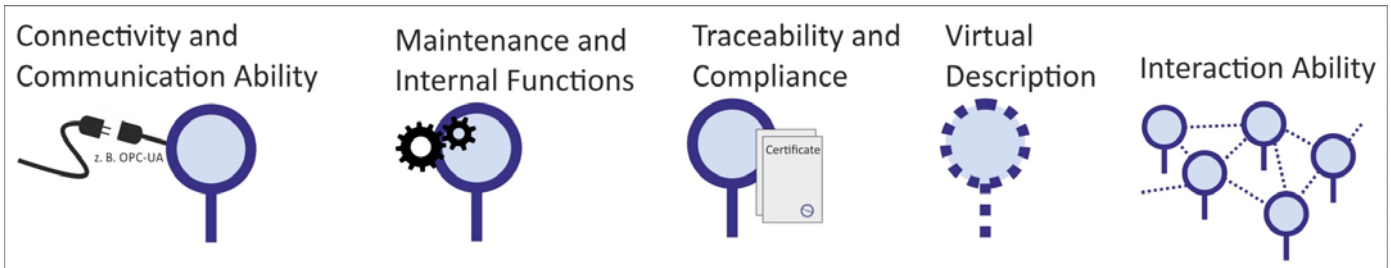 Connectivity and
Communication Ability
z. B. OPC-UA
Maintenance and
Internal Functions
Traceability and
Compliance
Certificate
Virtual
Description
Interaction Ability